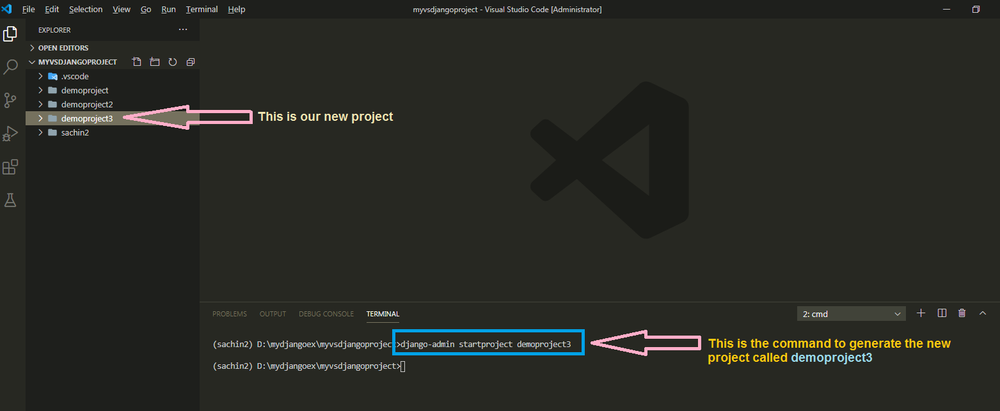 File Edit Selection View Go Run Terminal Help
myvsdjangoproject - Visual Studio Code [Administrator]
EXPLORER
OPEN EDITORS
MYVSDJANGOPROJECT
.vscode
demoproject
demoproject2
demoproject3
sachin2
This is our new project
PROBLEMS OUTPUT DEBUG CONSOLE TERMINAL
2: cmd
(sachin2) D:\mydjangoex\myvsdjangoproject>django-admin startproject demoproject3
(sachin2) D:\mydjangoex\myvsdjangoproject>
This is the command to generate the new
project called demoproject3